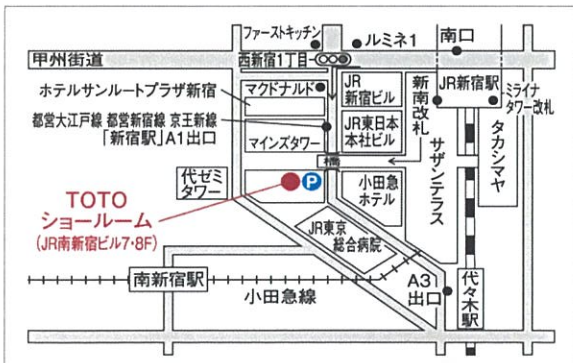 ファーストキッチン
ルミネ1
南口
甲州街道
西新宿1丁目
ホテルサンルートプラザ新宿
マクドナルド
JR
新宿ビル
新南改札
JR新宿駅
ミライナ
タワー改札
都営大江戸線 都営新宿線 京王新線
「新宿駅」A1出口
マインズタワー
JR東日本
本社ビル
サザンテラス
タカシマヤ
橋
代ゼミ
タワー
P
小田急
ホテル
TOTO
ショールーム
(JR南新宿ビル7・8F)
JR東京
総合病院
南新宿駅
小田急線
A31
出口
代々木駅